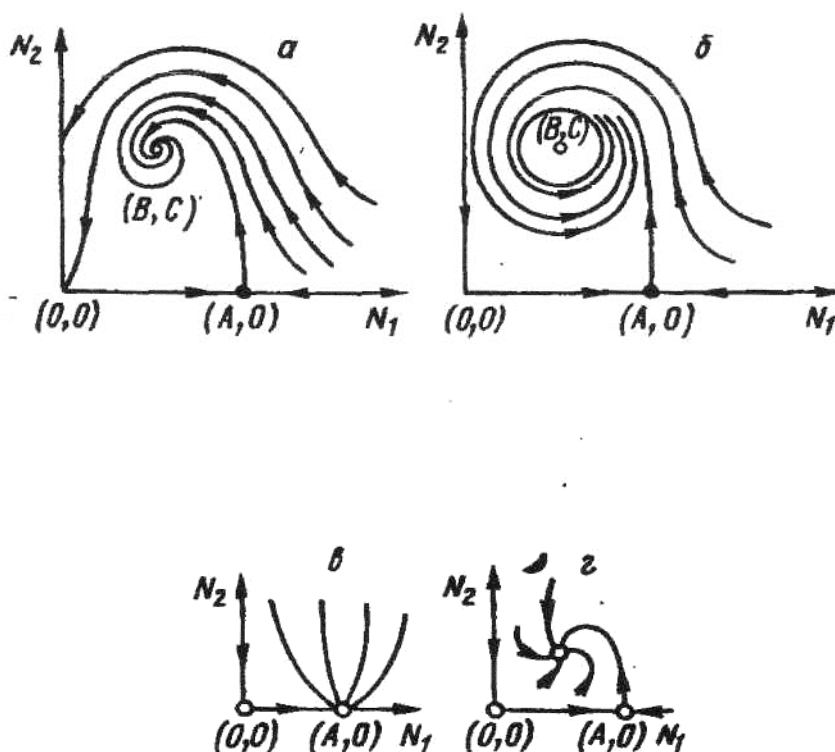 N₂ а
(B, C)
(0,0) (A,0) N₁
N₂ б
(B,C)
(0,0) (A,0) N₁
N₂ в
(0,0) (A,0) N₁
N₂ г
(0,0) (A,0) N₁